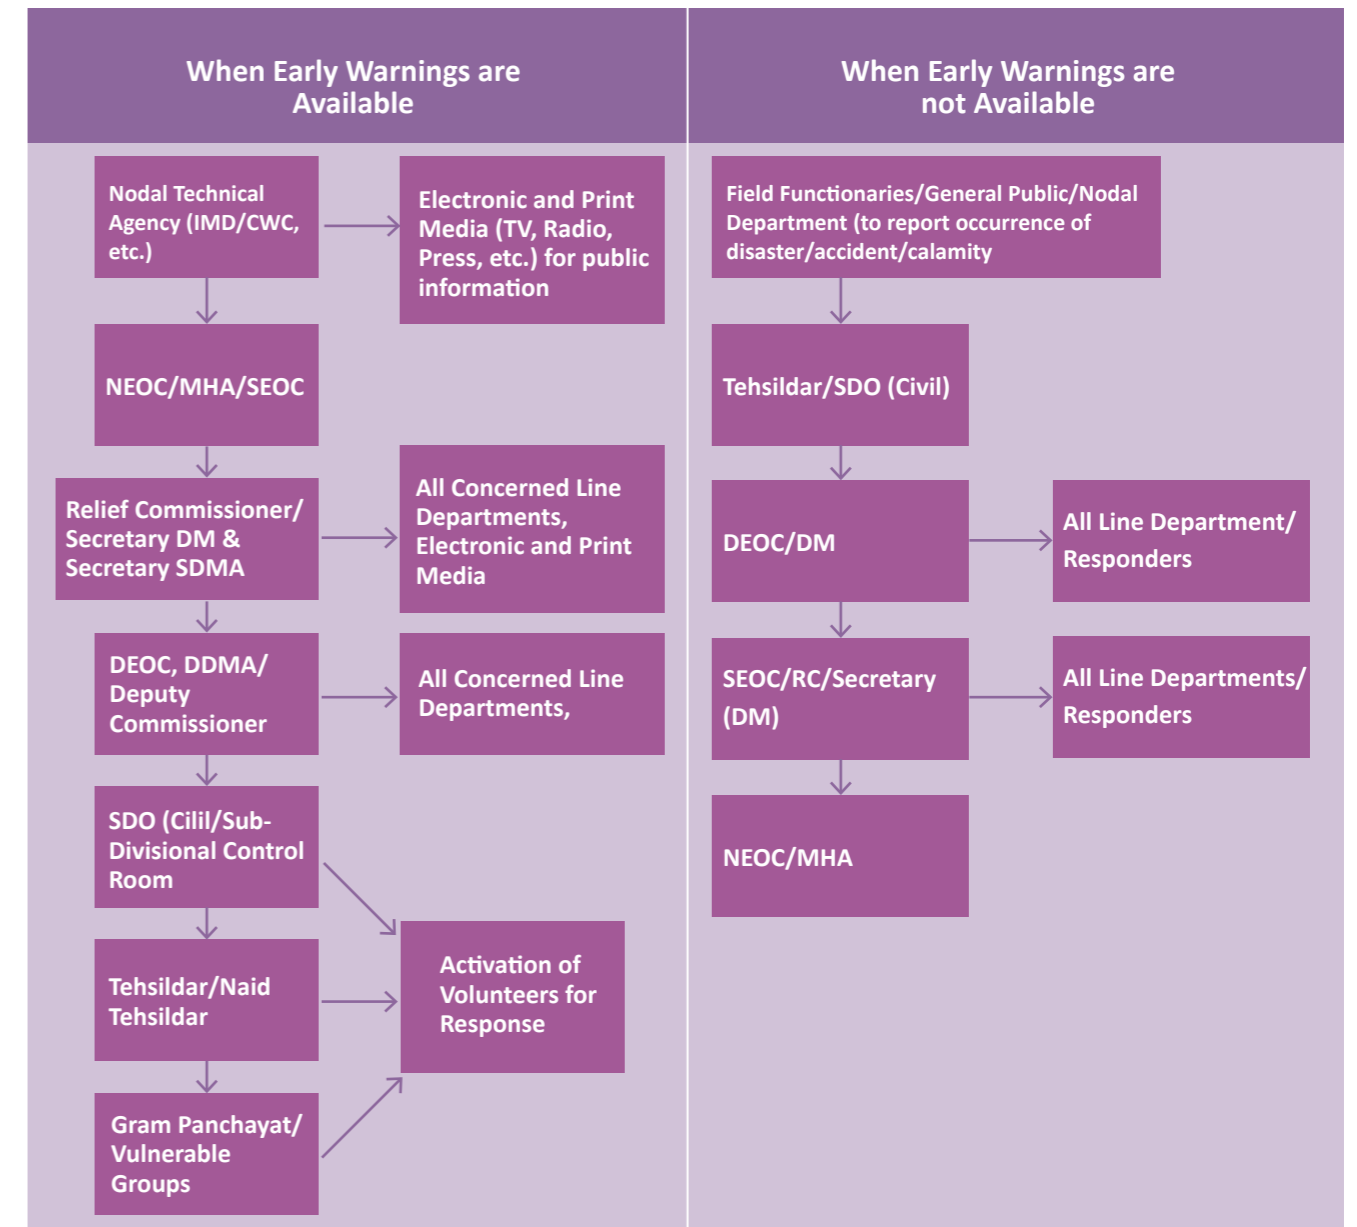 When Early Warnings are
Available
Nodal Technical
Agency (IMD/CWC,
etc.)
Electronic and Print
Media (TV, Radio,
Press, etc.) for public
information
NEOC/MHA/SEOC
Relief Commissioner/
Secretary DM &
Secretary SDMA
All Concerned Line
Departments,
Electronic and Print
Media
DEOC, DDMA/
Deputy
Commissioner
All Concerned Line
Departments,
SDO (Cilil/Sub-
Divisional Control
Room
Tehsildar/Naid
Tehsildar
Activation of
Volunteers for
Response
Gram Panchayat/
Vulnerable
Groups
When Early Warnings are
not Available
Field Functionaries/General Public/Nodal
Department (to report occurrence of
disaster/accident/calamity
Tehsildar/SDO (Civil)
DEOC/DM
All Line Department/
Responders
SEOC/RC/Secretary
(DM)
All Line Departments/
Responders
NEOC/MHA